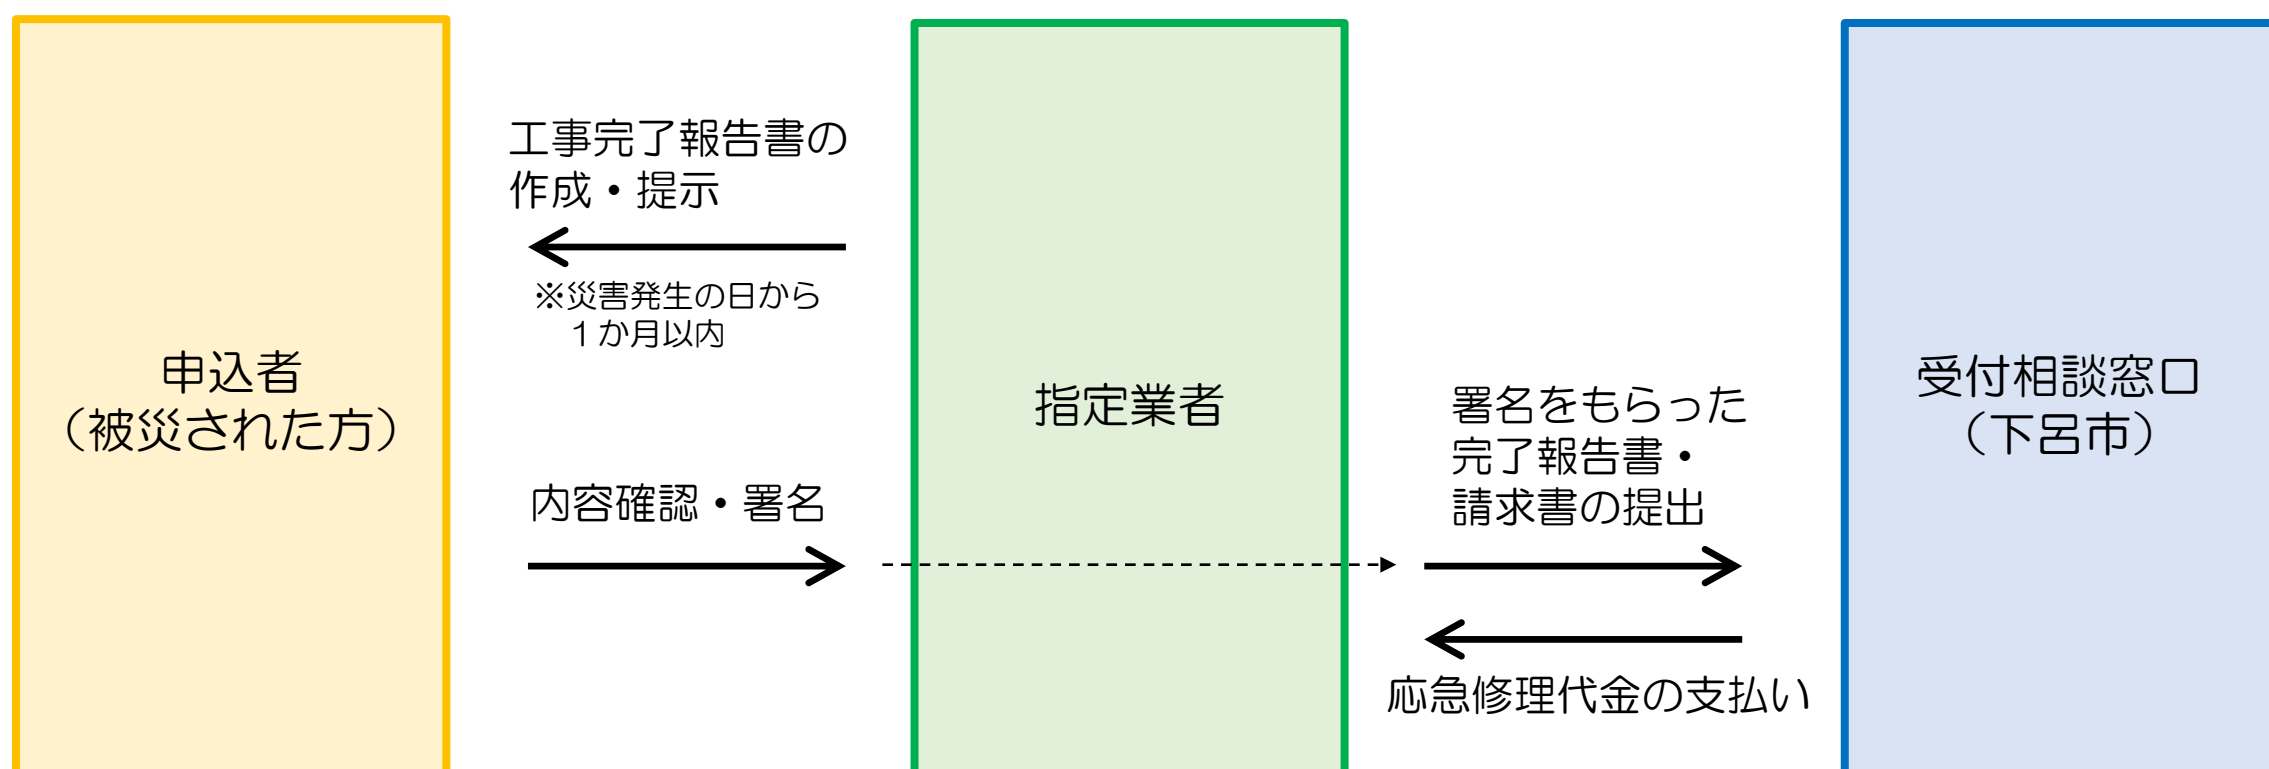 工事完了報告書の
作成・提示
※災害発生の日から
１か月以内
申込者
（被災された方）
内容確認・署名
指定業者
署名をもらった
完了報告書・
請求書の提出
応急修理代金の支払い
受付相談窓口
（下呂市）